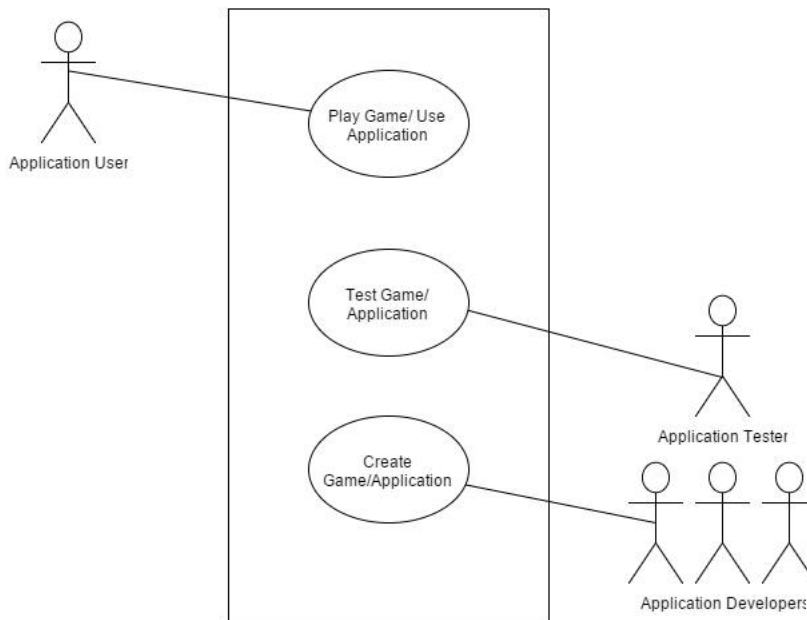 Play Game/ Use
Application
Application User
Test Game/
Application
Application Tester
Create
Game/Application
Application Developers